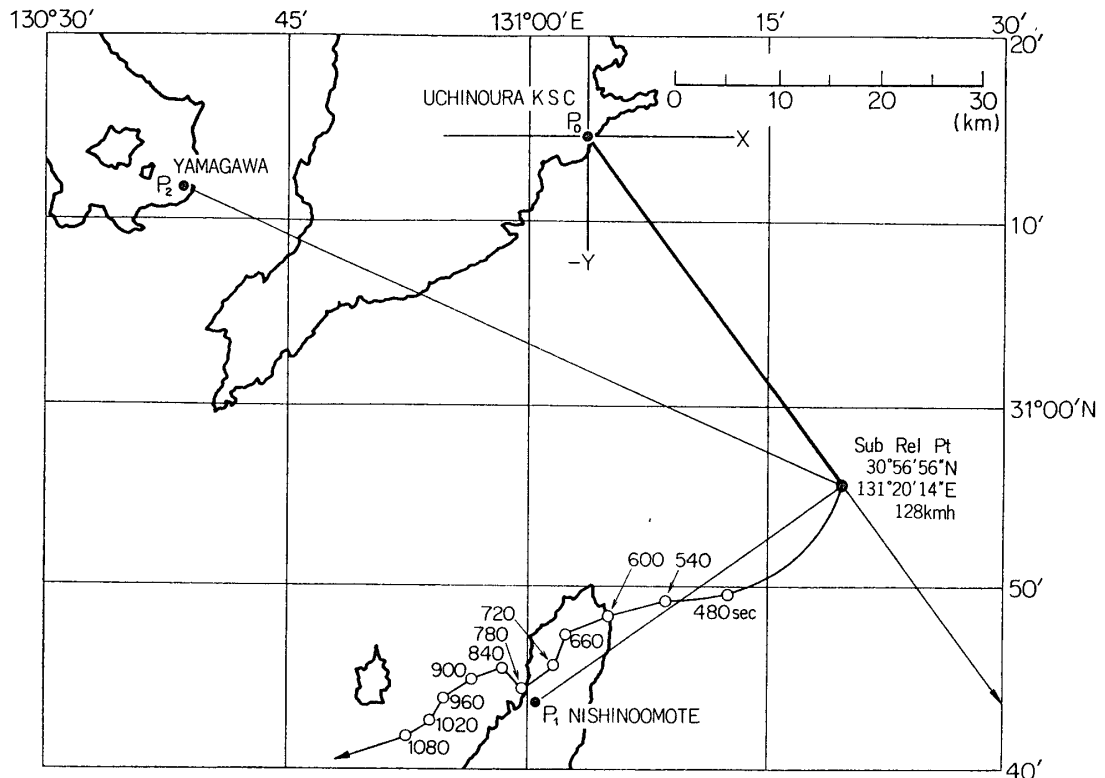 130°30′ 45′ 131°00′E 15′ 30′
20′
UCHINOURA KSC
P₀
X
-Y
0 10 20 30
(km)
YAMAGAWA
P₂
10′
31°00′N
Sub Rel Pt
30°56′56″N
131°20′14″E
128kmh
50′
600 540
480sec
720
780
840
660
900
960
1020
1080
P₁ NISHINOOMOTE
40′